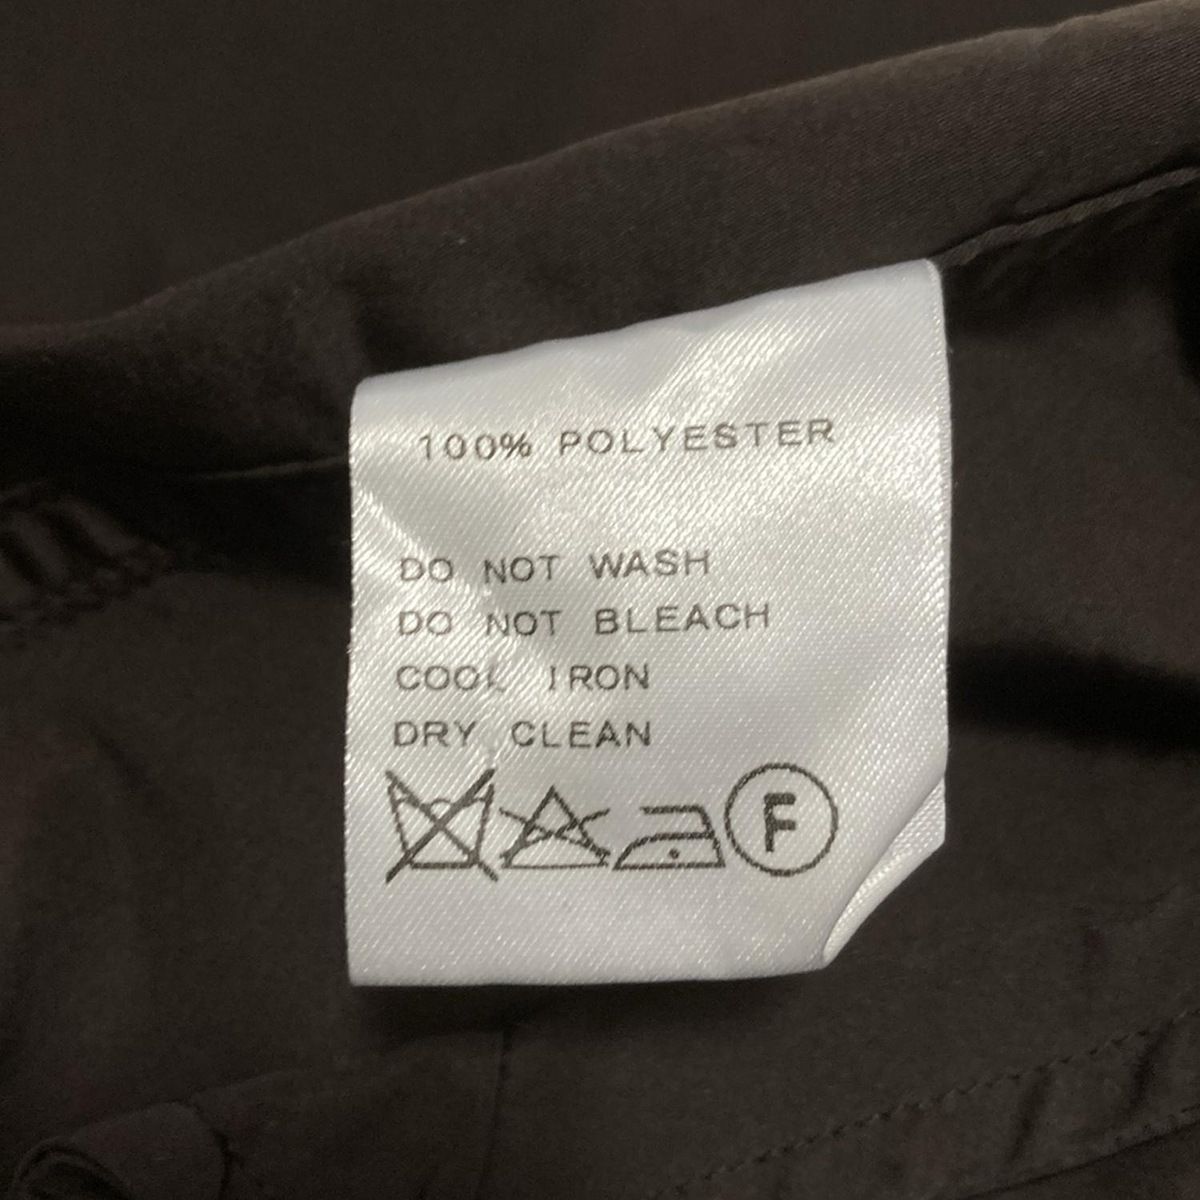 100% POLYESTER
DO NOT WASH
DO NOT BLEACH
COOL IRON
DRY CLEAN
F